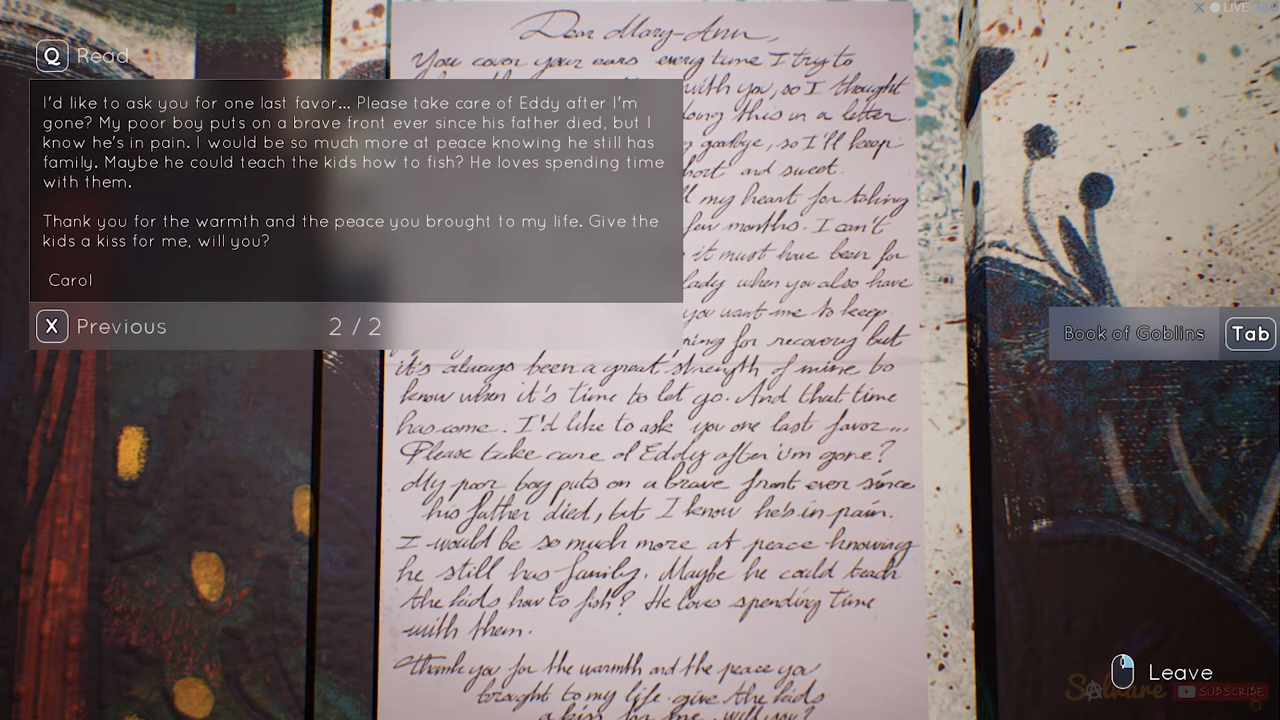 LIVE
Q Read
I'd like to ask you for one last favor... Please take care of Eddy after I'm
gone? My poor boy puts on a brave front ever since his father died, but I
know he's in pain. I would be so much more at peace knowing he still has
family. Maybe he could teach the kids how to fish? He loves spending time
with them.
Thank you for the warmth and the peace you brought to my life. Give the
kids a kiss for me, will you?
Carol
X Previous 2 / 2
Dear Mary-Ann,
You cover your ears every time I try to
with you, so I thought
doing this in a letter.
goodbye, so I'll keep
short and sweet.
my heart for taking
few months. I can't
it must have been for
lady when you also have
you want me to keep
for recovery but
it's always been a great strength of mine to
know when it's time to let go. And that time
has come. I'd like to ask you one last favor...
Please take care of Eddy after i'm gone?
My poor boy puts on a brave front ever since
his father died, but I know he's in pain.
I would be so much more at peace knowing
he still has family. Maybe he could teach
the kids how to fish? He loves spending time
with them.
Thank you for the warmth and the peace you
brought to my life. give the kids
a kiss for me, will you?
Book of Goblins Tab
Leave
SUBSCRIBE